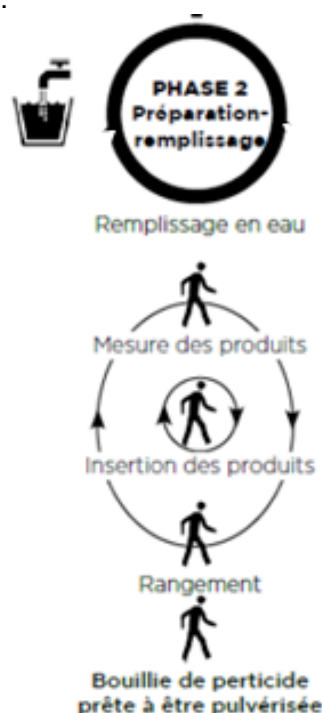 PHASE 2
Préparation-
remplissage
Remplissage en eau
Mesure des produits
Insertion des produits
Rangement
Bouillie de perticide
prête à être pulvérisée